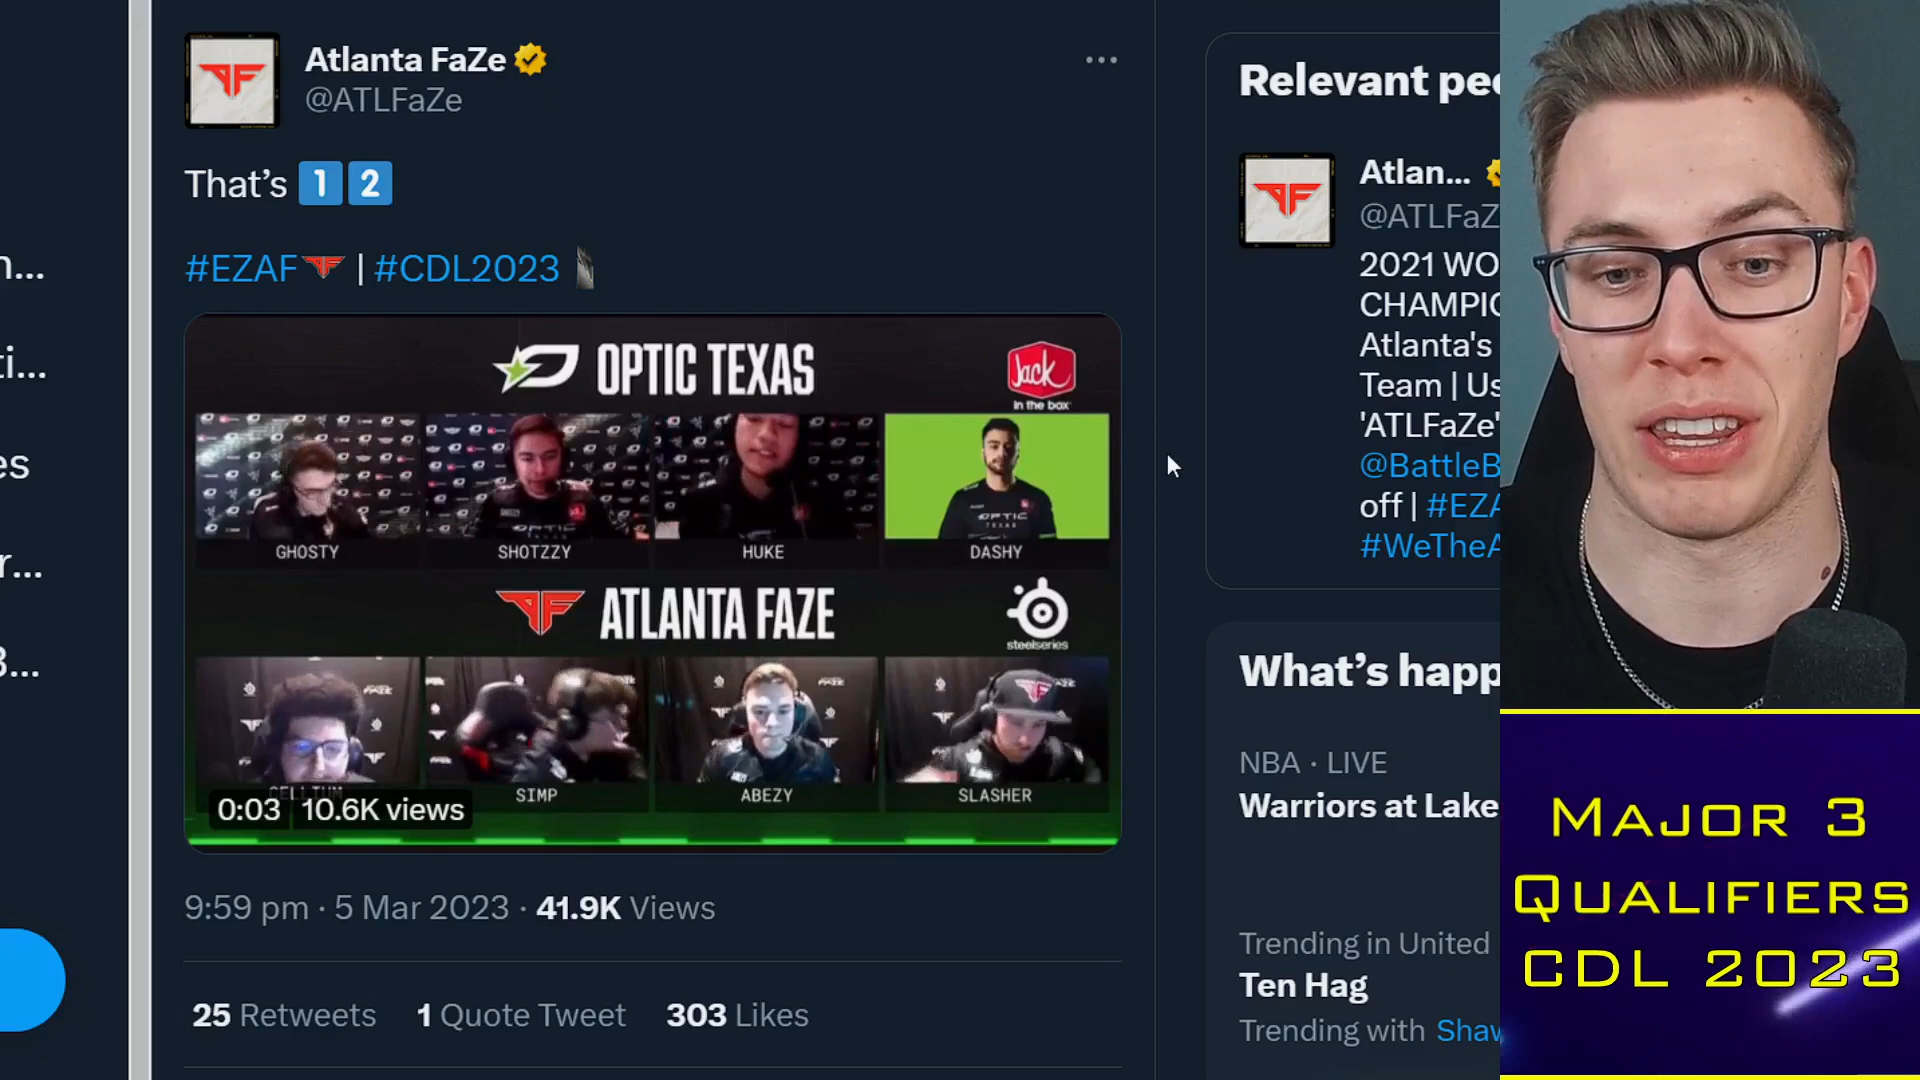 Atlanta FaZe
@ATLFaZe
That's 1 2
#EZAF | #CDL2023
OPTIC TEXAS
Jack
in the box
GHOSTY
SHOTZZY
HUKE
DASHY
ATLANTA FAZE
steelseries
CELLIUM
SIMP
ABEZY
SLASHER
0:03 10.6K views
9:59 pm · 5 Mar 2023 · 41.9K Views
25 Retweets 1 Quote Tweet 303 Likes
Relevant peo
Atlan...
@ATLFaZ
2021 WO
CHAMPIO
Atlanta's
Team | Us
'ATLFaZe'
@BattleB
off | #EZA
#WeTheA
What's happ
NBA · LIVE
Warriors at Lake
Trending in United
Ten Hag
Trending with Shaw
MAJOR 3
QUALIFIERS
CDL 2023